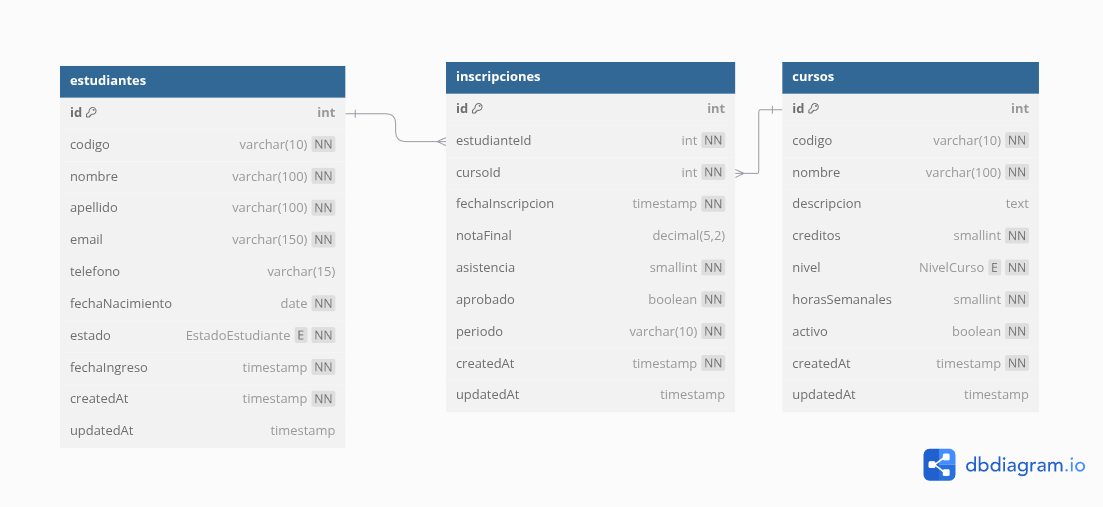 estudiantes
id int
codigo varchar(10) NN
nombre varchar(100) NN
apellido varchar(100) NN
email varchar(150) NN
telefono varchar(15)
fechaNacimiento date NN
estado EstadoEstudiante E NN
fechaIngreso timestamp NN
createdAt timestamp NN
updatedAt timestamp
inscripciones
id int
estudianteId int NN
cursoId int NN
fechaInscripcion timestamp NN
notaFinal decimal(5,2)
asistencia smallint NN
aprobado boolean NN
periodo varchar(10) NN
createdAt timestamp NN
updatedAt timestamp
cursos
id int
codigo varchar(10) NN
nombre varchar(100) NN
descripcion text
creditos smallint NN
nivel NivelCurso E NN
horasSemanales smallint NN
activo boolean NN
createdAt timestamp NN
updatedAt timestamp
dbdiagram.io